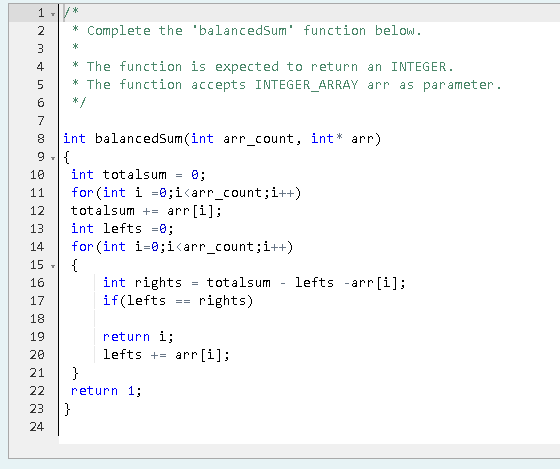 1 /*
2 * Complete the 'balancedSum' function below.
3 *
4 * The function is expected to return an INTEGER.
5 * The function accepts INTEGER_ARRAY arr as parameter.
6 */
7
8 int balancedSum(int arr_count, int* arr)
9 {
10 int totalsum = 0;
11 for(int i =0;i<arr_count;i++)
12 totalsum += arr[i];
13 int lefts =0;
14 for(int i=0;i<arr_count;i++)
15 {
16 int rights = totalsum - lefts -arr[i];
17 if(lefts == rights)
18
19 return i;
20 lefts += arr[i];
21 }
22 return 1;
23 }
24